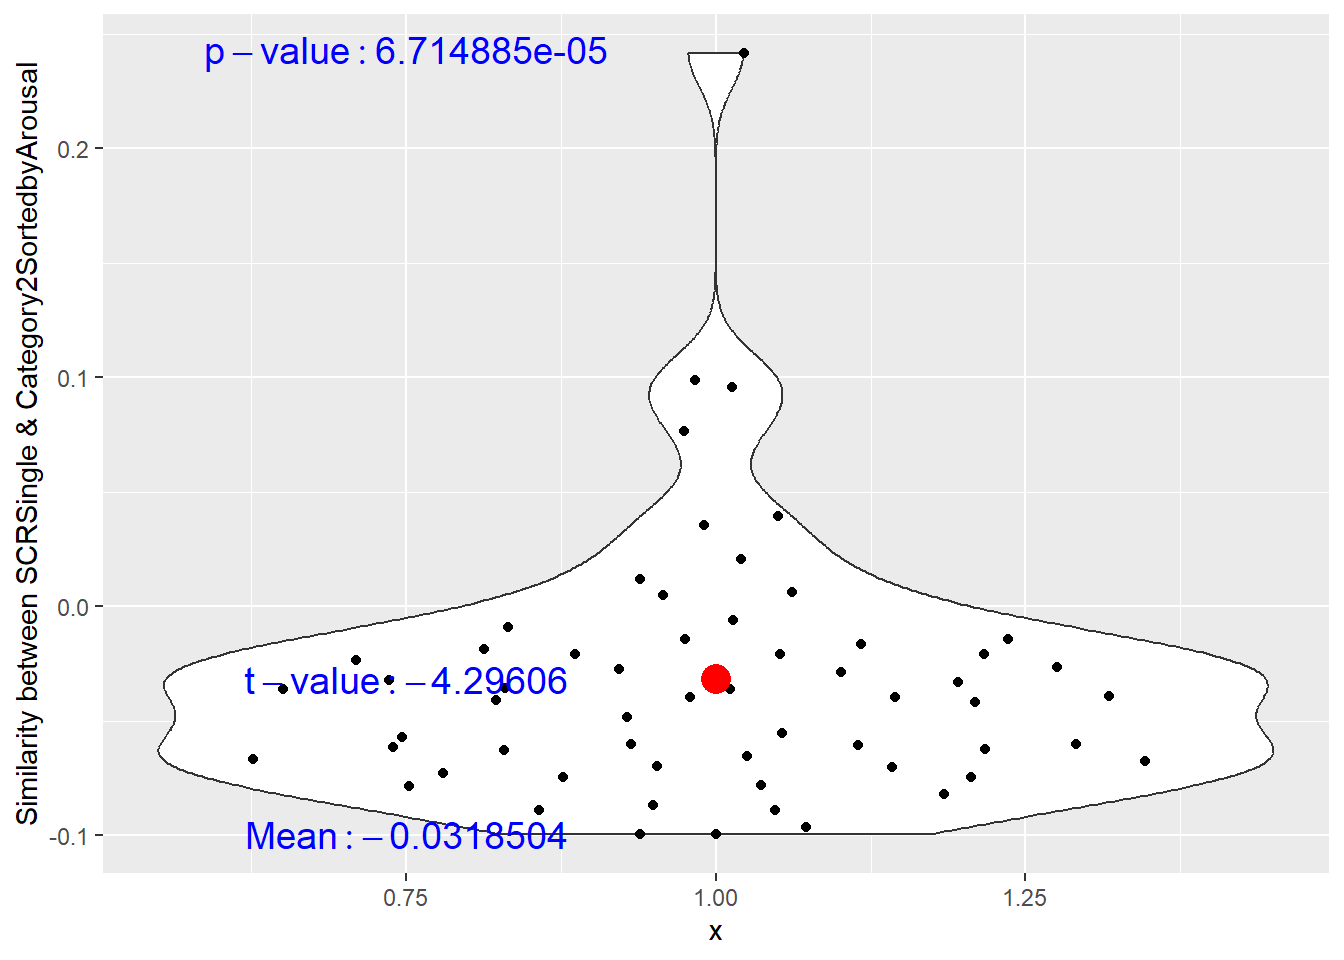 p − value : 6.714885e-05
0.2
0.1
0.0
t − value : −4.29606
-0.1
Mean : −0.0318504
Similarity between SCRSingle & Category2SortedbyArousal
0.75
1.00
1.25
x